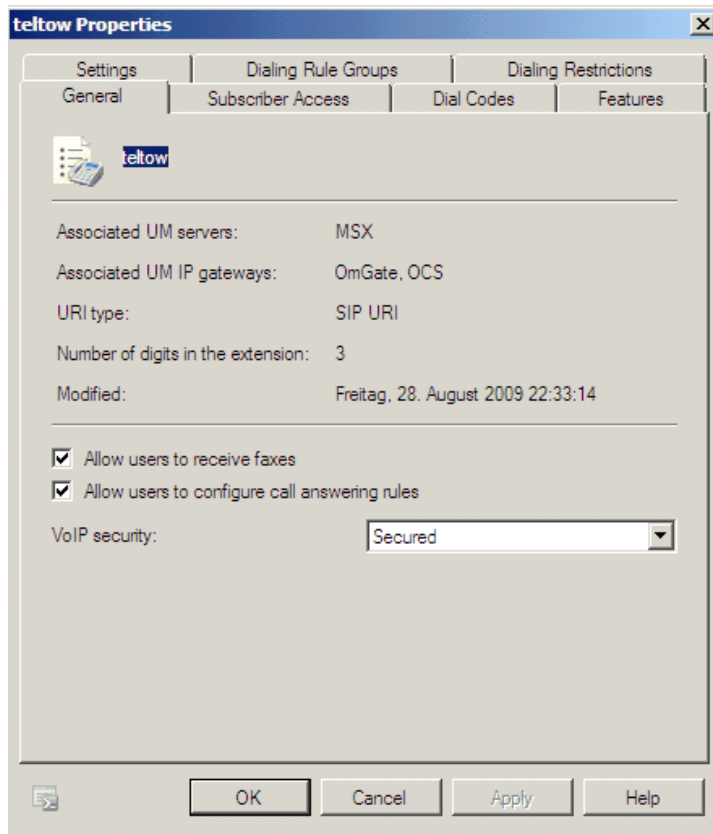 teltow Properties
Settings Dialing Rule Groups Dialing Restrictions
General Subscriber Access Dial Codes Features
teltow
Associated UM servers: MSX
Associated UM IP gateways: OmGate, OCS
URI type: SIP URI
Number of digits in the extension: 3
Modified: Freitag, 28. August 2009 22:33:14
Allow users to receive faxes
Allow users to configure call answering rules
VoIP security: Secured
OK Cancel Apply Help